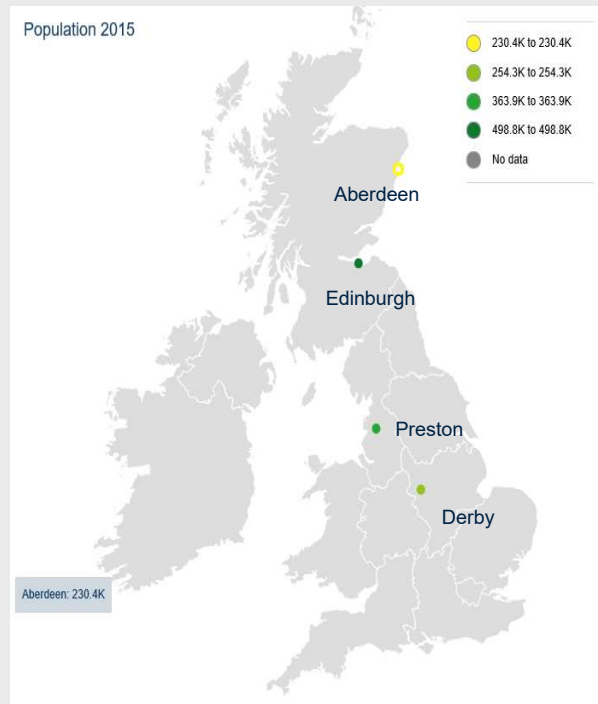 Population 2015
230.4K to 230.4K
254.3K to 254.3K
363.9K to 363.9K
498.8K to 498.8K
No data
Aberdeen
Edinburgh
Preston
Derby
Aberdeen: 230.4K